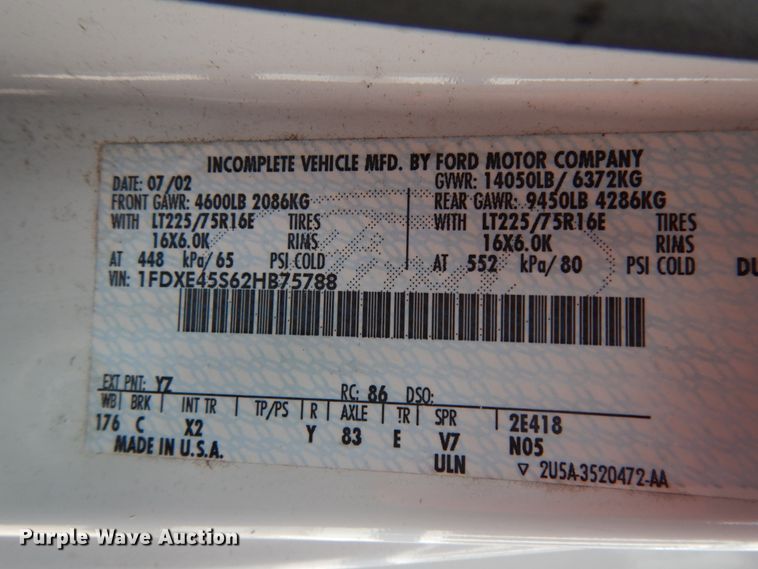 INCOMPLETE VEHICLE MFD. BY FORD MOTOR COMPANY
DATE: 07/02 GVWR: 14050LB/ 6372KG
FRONT GAWR: 4600LB 2086KG REAR GAWR: 9450LB 4286KG
WITH LT225/75R16E TIRES WITH LT225/75R16E TIRES
16X6.0K RIMS 16X6.0K RIMS
AT 448 kPa/65 PSI COLD AT 552 kPa/80 PSI COLD DU
VIN: 1FDXE45S62HB75788
EXT PNT: YZ RC: 86 DSO:
WB BRK INT TR TP/PS R AXLE TR SPR 2E418
176 C X2 Y 83 E V7 N05
MADE IN U.S.A. ULN ▽ 2U5A-3520472-AA
Purple Wave Auction